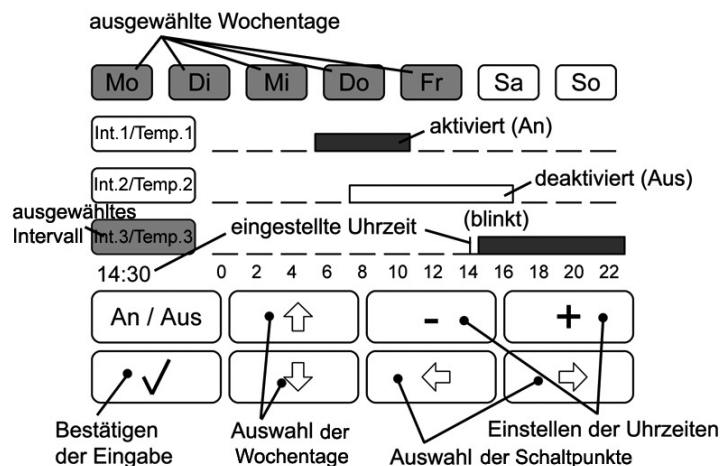 ausgewählte Wochentage
Mo Di Mi Do Fr Sa So
Int.1/Temp.1
aktiviert (An)
Int.2/Temp.2
deaktiviert (Aus)
ausgewähltes
Intervall
Int.3/Temp.3
eingestellte Uhrzeit
(blinkt)
14:30
0 2 4 6 8 10 12 14 16 18 20 22
An / Aus
- +
Bestätigen
der Eingabe
Auswahl der
Wochentage
Einstellen der Uhrzeiten
Auswahl der Schaltpunkte